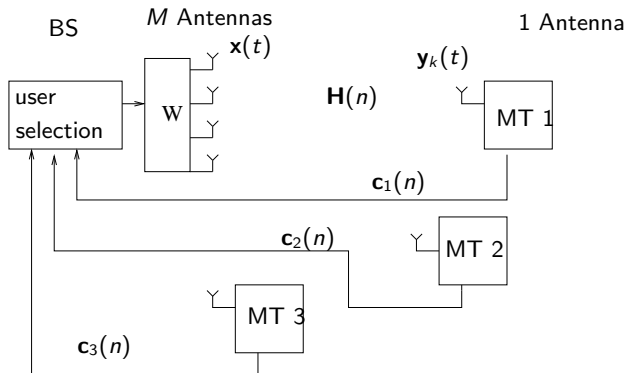 BS
M Antennas
1 Antenna
x(t)
y_k(t)
user
selection
W
H(n)
MT 1
c_1(n)
c_2(n)
MT 2
MT 3
c_3(n)